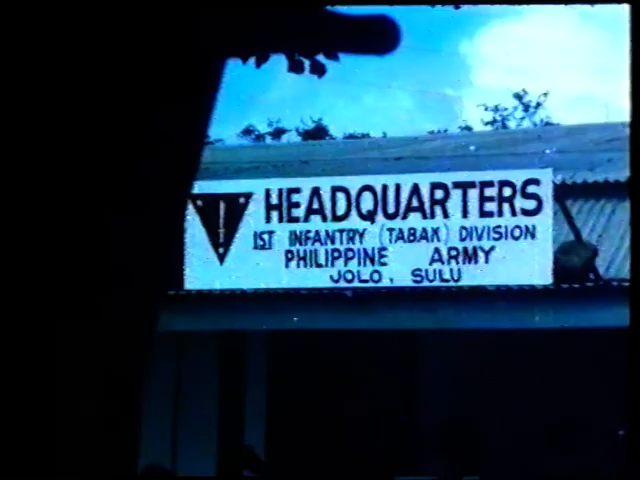 HEADQUARTERS
1ST INFANTRY (TABAK) DIVISION
PHILIPPINE ARMY
JOLO, SULU